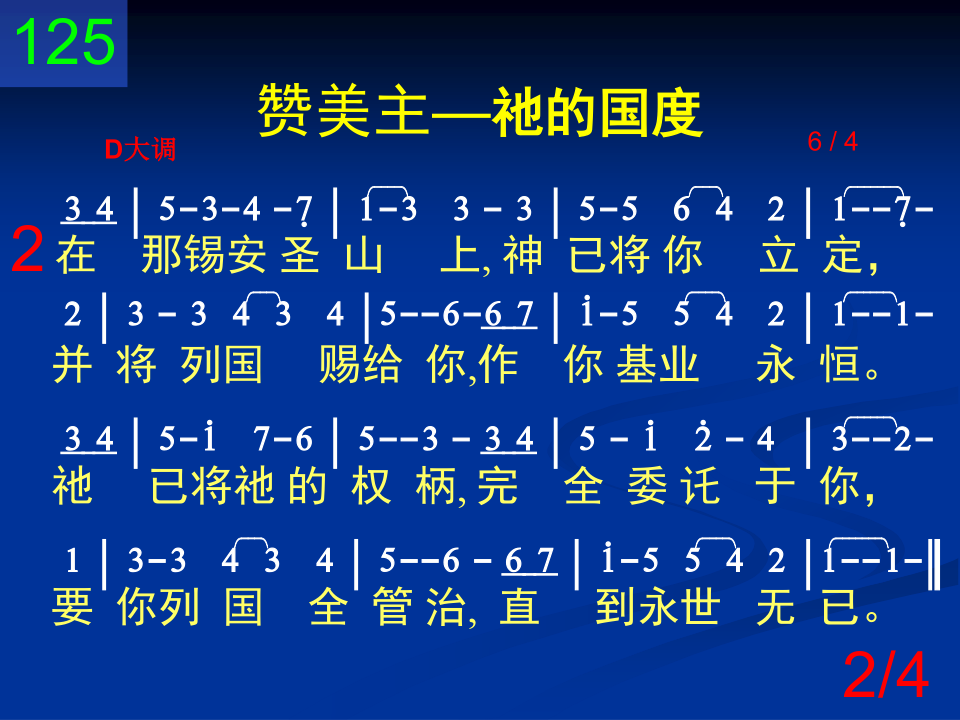 125
赞美主—祂的国度
D大调 6 / 4
3 4 | 5-3-4 -7̣ | 1-3 3 - 3 | 5-5 6 4 2 | 1--7̣-
2 在 那锡安 圣 山 上, 神 已将 你 立 定，
2 | 3 - 3 4 3 4 | 5--6-6 7 | i-5 5 4 2 | 1--1-
并 将 列国 赐给 你,作 你 基业 永 恒。
3 4 | 5-i 7-6 | 5--3 - 3 4 | 5 - i 2̇ - 4 | 3--2-
祂 已将祂 的 权 柄, 完 全 委 托 于 你，
1 | 3-3 4 3 4 | 5--6 - 6 7 | i-5 5 4 2 | 1--1-‖
要 你列 国 全 管 治, 直 到永世 无 已。
2/4